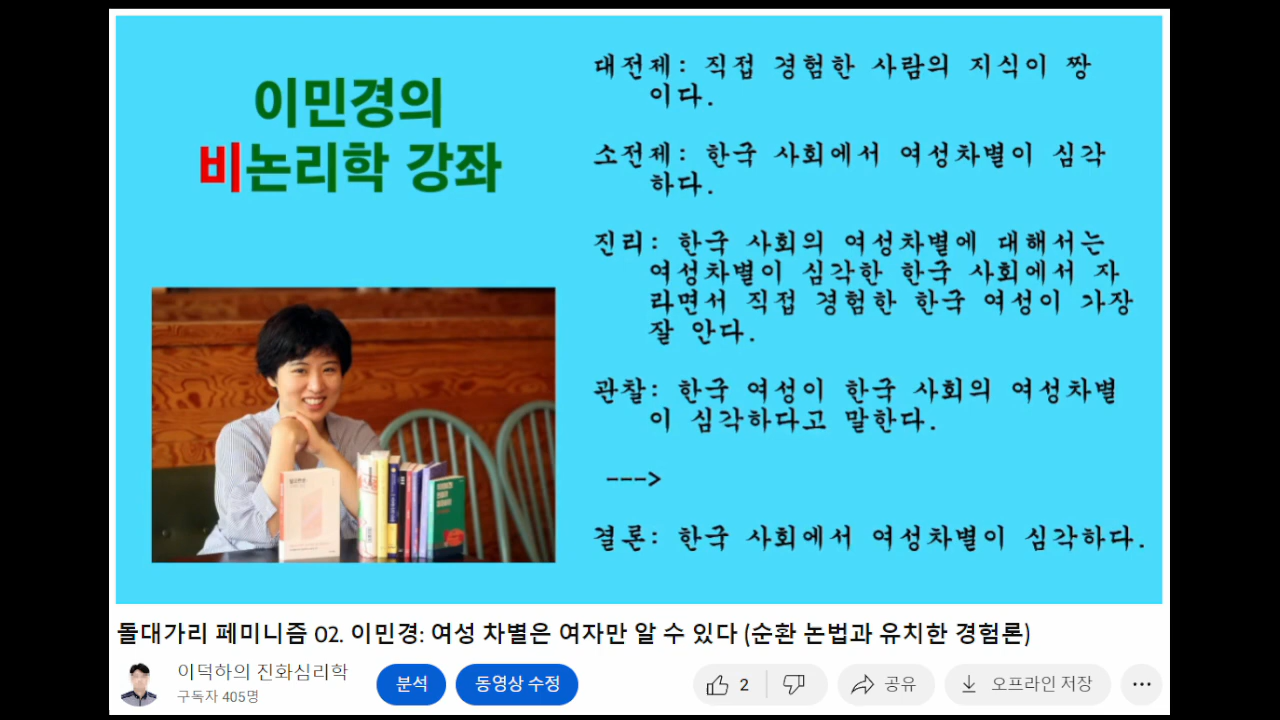 이민경의
비논리학 강좌
대전제: 직접 경험한 사람의 지식이 짱
이다.
소전제: 한국 사회에서 여성차별이 심각
하다.
진리: 한국 사회의 여성차별에 대해서는
여성차별이 심각한 한국 사회에서 자
라면서 직접 경험한 한국 여성이 가장
잘 안다.
관찰: 한국 여성이 한국 사회의 여성차별
이 심각하다고 말한다.
--->
결론: 한국 사회에서 여성차별이 심각하다.
돌대가리 페미니즘 02. 이민경: 여성 차별은 여자만 알 수 있다 (순환 논법과 유치한 경험론)
이덕하의 진화심리학
구독자 405명
분석
동영상 수정
2
공유
오프라인 저장